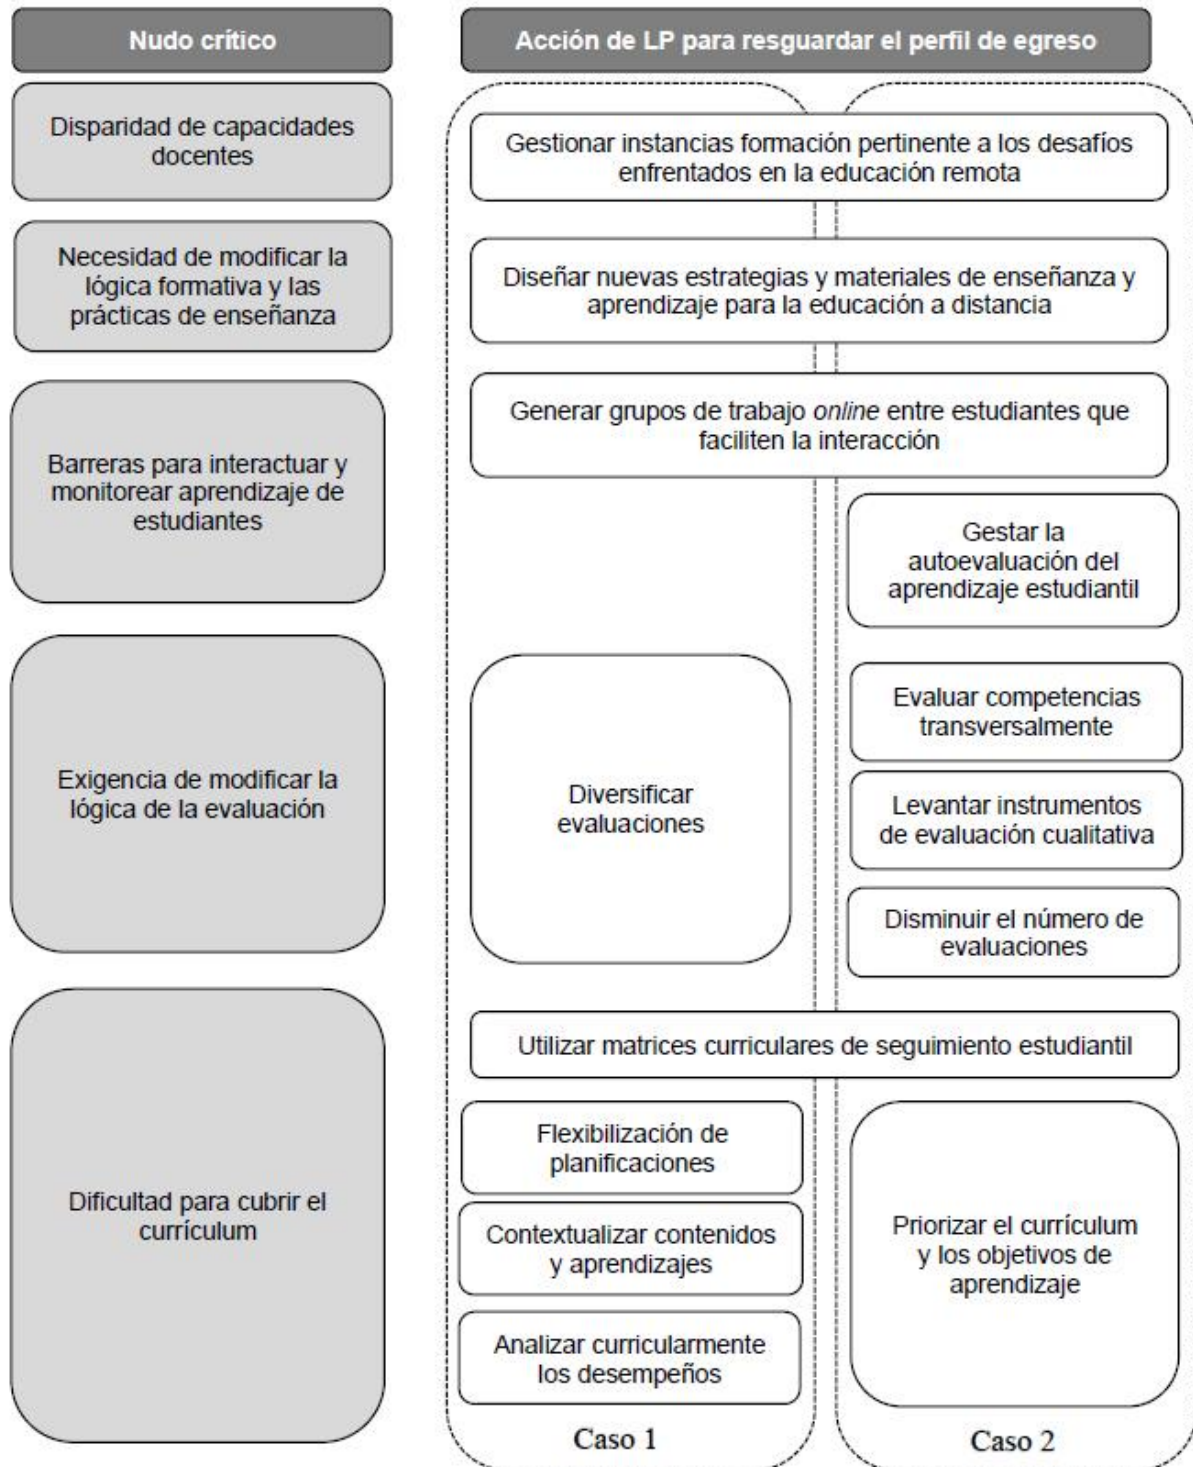 Nudo crítico
Acción de LP para resguardar el perfil de egreso
Disparidad de capacidades
docentes
Gestionar instancias formación pertinente a los desafíos
enfrentados en la educación remota
Necesidad de modificar la
lógica formativa y las
prácticas de enseñanza
Diseñar nuevas estrategias y materiales de enseñanza y
aprendizaje para la educación a distancia
Barreras para interactuar y
monitorear aprendizaje de
estudiantes
Generar grupos de trabajo online entre estudiantes que
faciliten la interacción
Gestar la
autoevaluación del
aprendizaje estudiantil
Exigencia de modificar la
lógica de la evaluación
Diversificar
evaluaciones
Evaluar competencias
transversalmente
Levantar instrumentos
de evaluación cualitativa
Disminuir el número de
evaluaciones
Dificultad para cubrir el
currículum
Utilizar matrices curriculares de seguimiento estudiantil
Flexibilización de
planificaciones
Contextualizar contenidos
y aprendizajes
Analizar curricularmente
los desempeños
Priorizar el currículum
y los objetivos de
aprendizaje
Caso 1
Caso 2